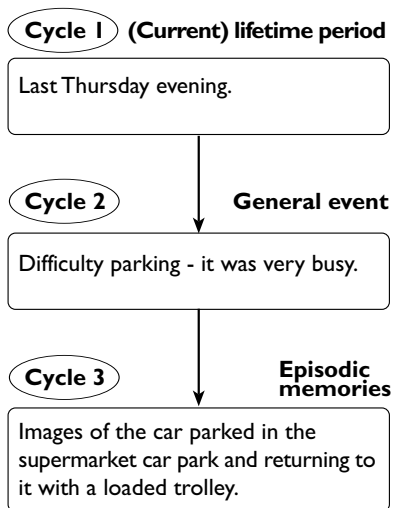 Cycle 1 (Current) lifetime period
Last Thursday evening.
Cycle 2 General event
Difficulty parking - it was very busy.
Cycle 3 Episodic memories
Images of the car parked in the
supermarket car park and returning to
it with a loaded trolley.